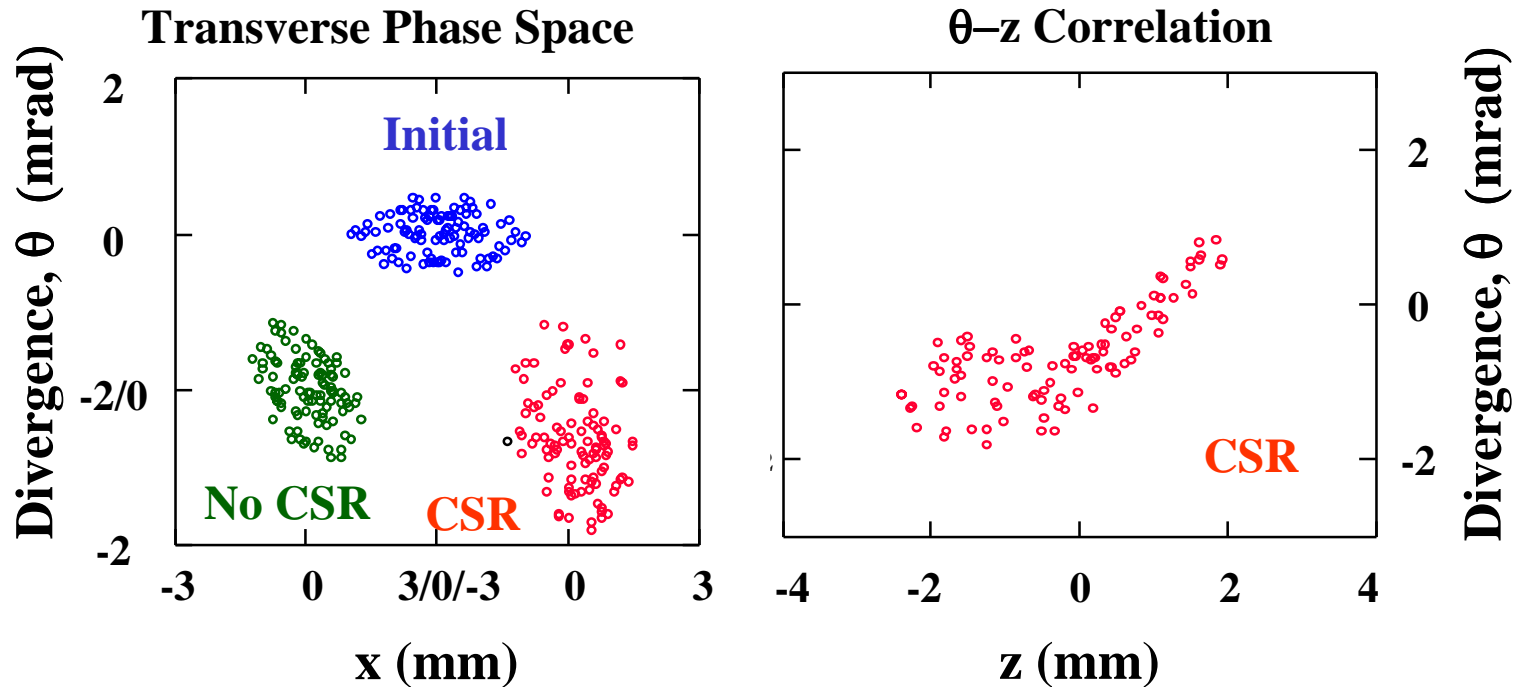 Transverse Phase Space
Divergence, θ (mrad)
2
0
-2/0
-2
Initial
No CSR
CSR
-3 0 3/0/-3 0 3
x (mm)
θ–z Correlation
2
0
-2
CSR
-4 -2 0 2 4
z (mm)
Divergence, θ (mrad)